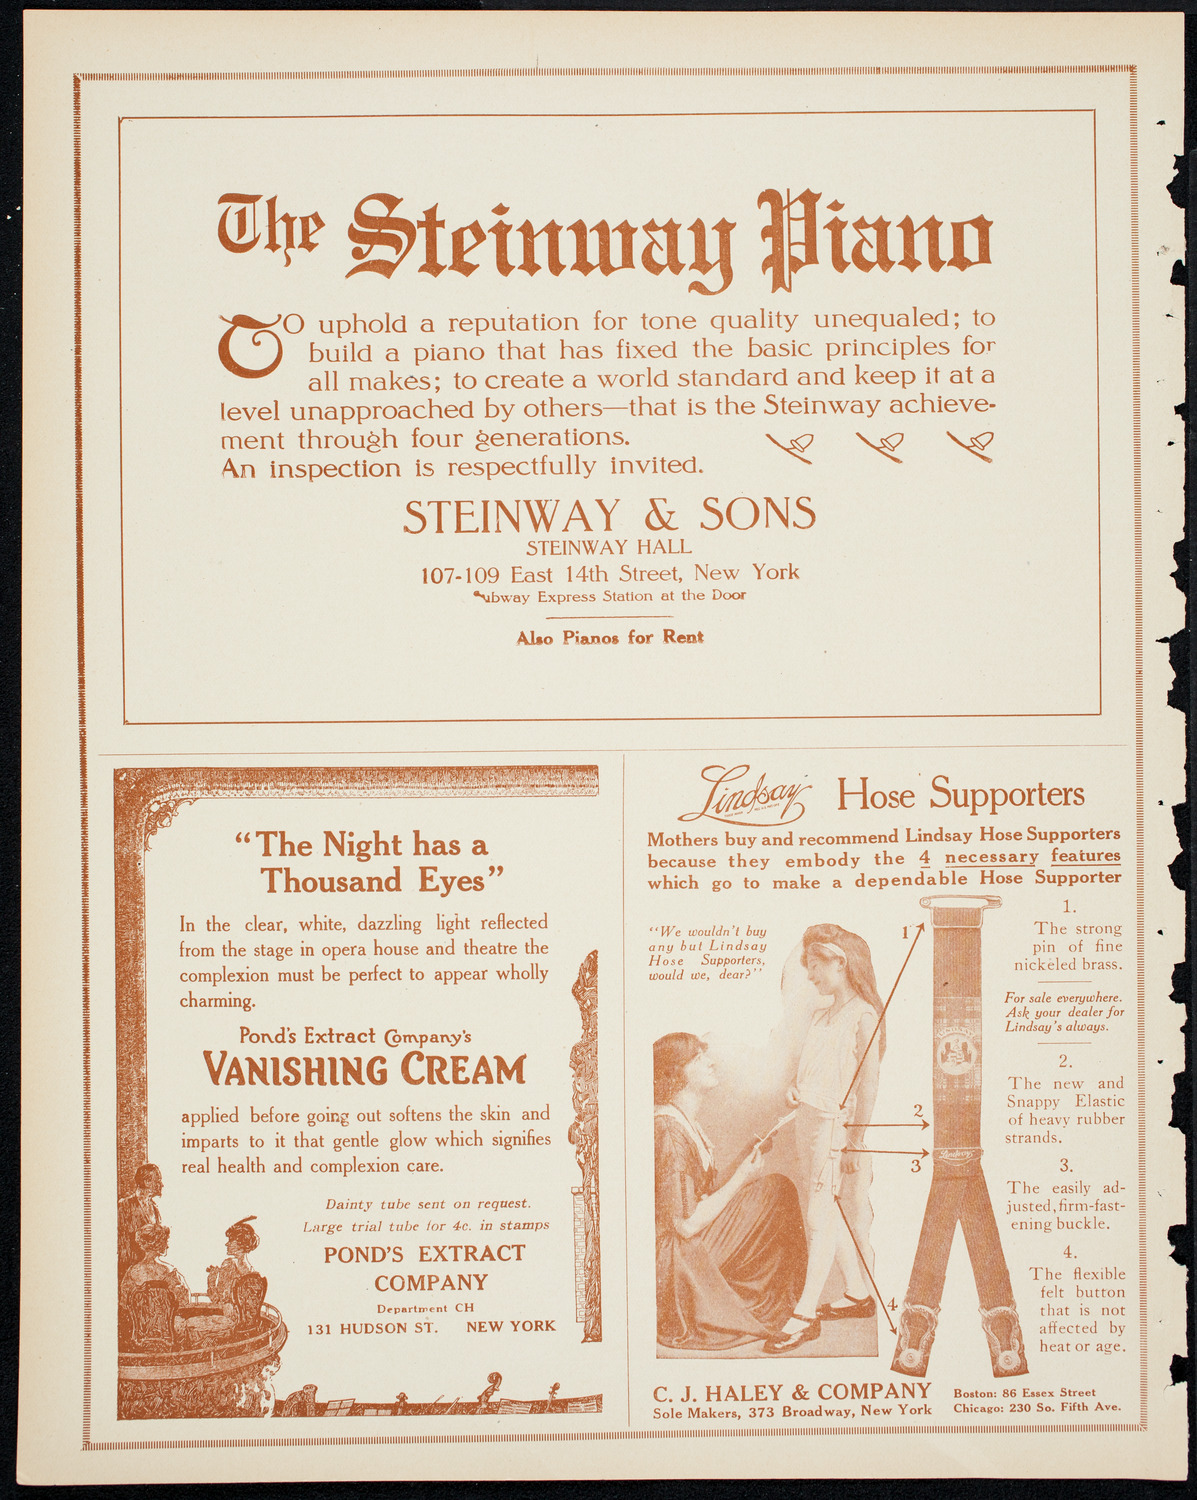 The Steinway Piano
TO uphold a reputation for tone quality unequaled; to
build a piano that has fixed the basic principles for
all makes; to create a world standard and keep it at a
level unapproached by others—that is the Steinway achieve-
ment through four generations.
An inspection is respectfully invited.
STEINWAY & SONS
STEINWAY HALL
107-109 East 14th Street, New York
Subway Express Station at the Door
Also Pianos for Rent
"The Night has a
Thousand Eyes"
In the clear, white, dazzling light reflected
from the stage in opera house and theatre the
complexion must be perfect to appear wholly
charming.
Pond's Extract Company's
VANISHING CREAM
applied before going out softens the skin and
imparts to it that gentle glow which signifies
real health and complexion care.
Dainty tube sent on request.
Large trial tube for 4c. in stamps
POND'S EXTRACT
COMPANY
Department CH
131 HUDSON ST. NEW YORK
Lindsay Hose Supporters
Mothers buy and recommend Lindsay Hose Supporters
because they embody the 4 necessary features
which go to make a dependable Hose Supporter
"We wouldn't buy
any but Lindsay
Hose Supporters,
would we, dear?"
1
2
3
4
Lindsay
1.
The strong
pin of fine
nickeled brass.
For sale everywhere.
Ask your dealer for
Lindsay's always.
2.
The new and
Snappy Elastic
of heavy rubber
strands.
3.
The easily ad-
justed, firm-fast-
ening buckle.
4.
The flexible
felt button
that is not
affected by
heat or age.
C. J. HALEY & COMPANY
Sole Makers, 373 Broadway, New York
Boston: 86 Essex Street
Chicago: 230 So. Fifth Ave.